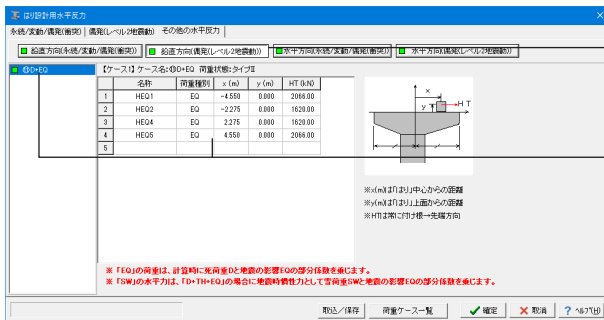 はり設計用水平反力
永続/変動/偶発(衝突) 偶発(レベル2地震動) その他の水平反力
鉛直方向(永続/変動/偶発(衝突)) 鉛直方向(偶発(レベル2地震動)) 水平方向(永続/変動/偶発(衝突)) 水平方向(偶発(レベル2地震動))
①D+EQ
【ケース1】ケース名:①D+EQ 荷重状態:タイプⅡ
名称 荷重種別 x (m) y (m) HT (kN)
1 HEQ1 EQ -4.550 0.000 2066.00
2 HEQ2 EQ -2.275 0.000 1620.00
3 HEQ4 EQ 2.275 0.000 1620.00
4 HEQ5 EQ 4.550 0.000 2066.00
5
x
y
H T
※x(m)は「はり」中心からの距離
※y(m)は「はり」上面からの距離
※HTは常に付け根→先端方向
※「EQ」の荷重は、計算時に死荷重Dと地震の影響EQの部分係数を乗じます。
※「SW」の水平力は、「D+TH+EQ」の場合に地震時慣性力として雪荷重SWと地震の影響EQの部分係数を乗じます。
取込/保存 荷重ケース一覧 確定 取消 ? ヘルプ(H)